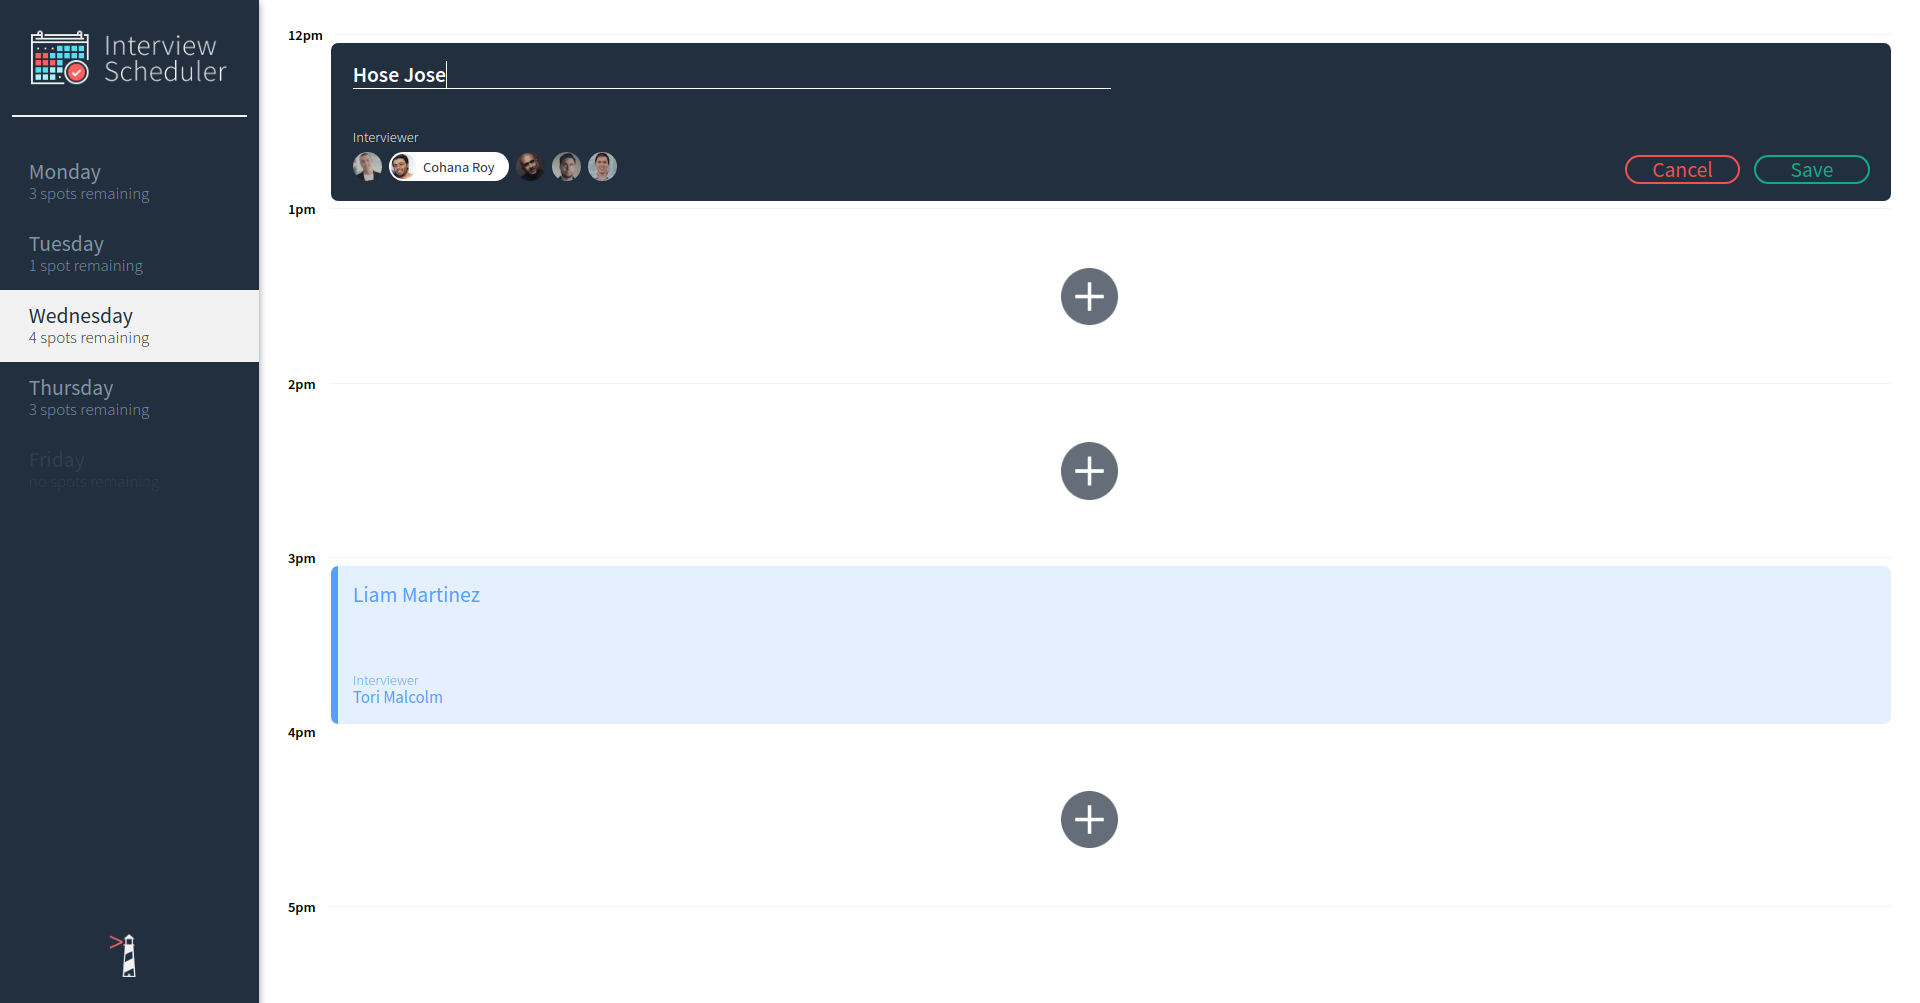 Interview
Scheduler
Monday
3 spots remaining
Tuesday
1 spot remaining
Wednesday
4 spots remaining
Thursday
3 spots remaining
Friday
no spots remaining
12pm
Hose Jose
Interviewer
Cohana Roy
Cancel
Save
1pm
2pm
3pm
Liam Martinez
Interviewer
Tori Malcolm
4pm
5pm